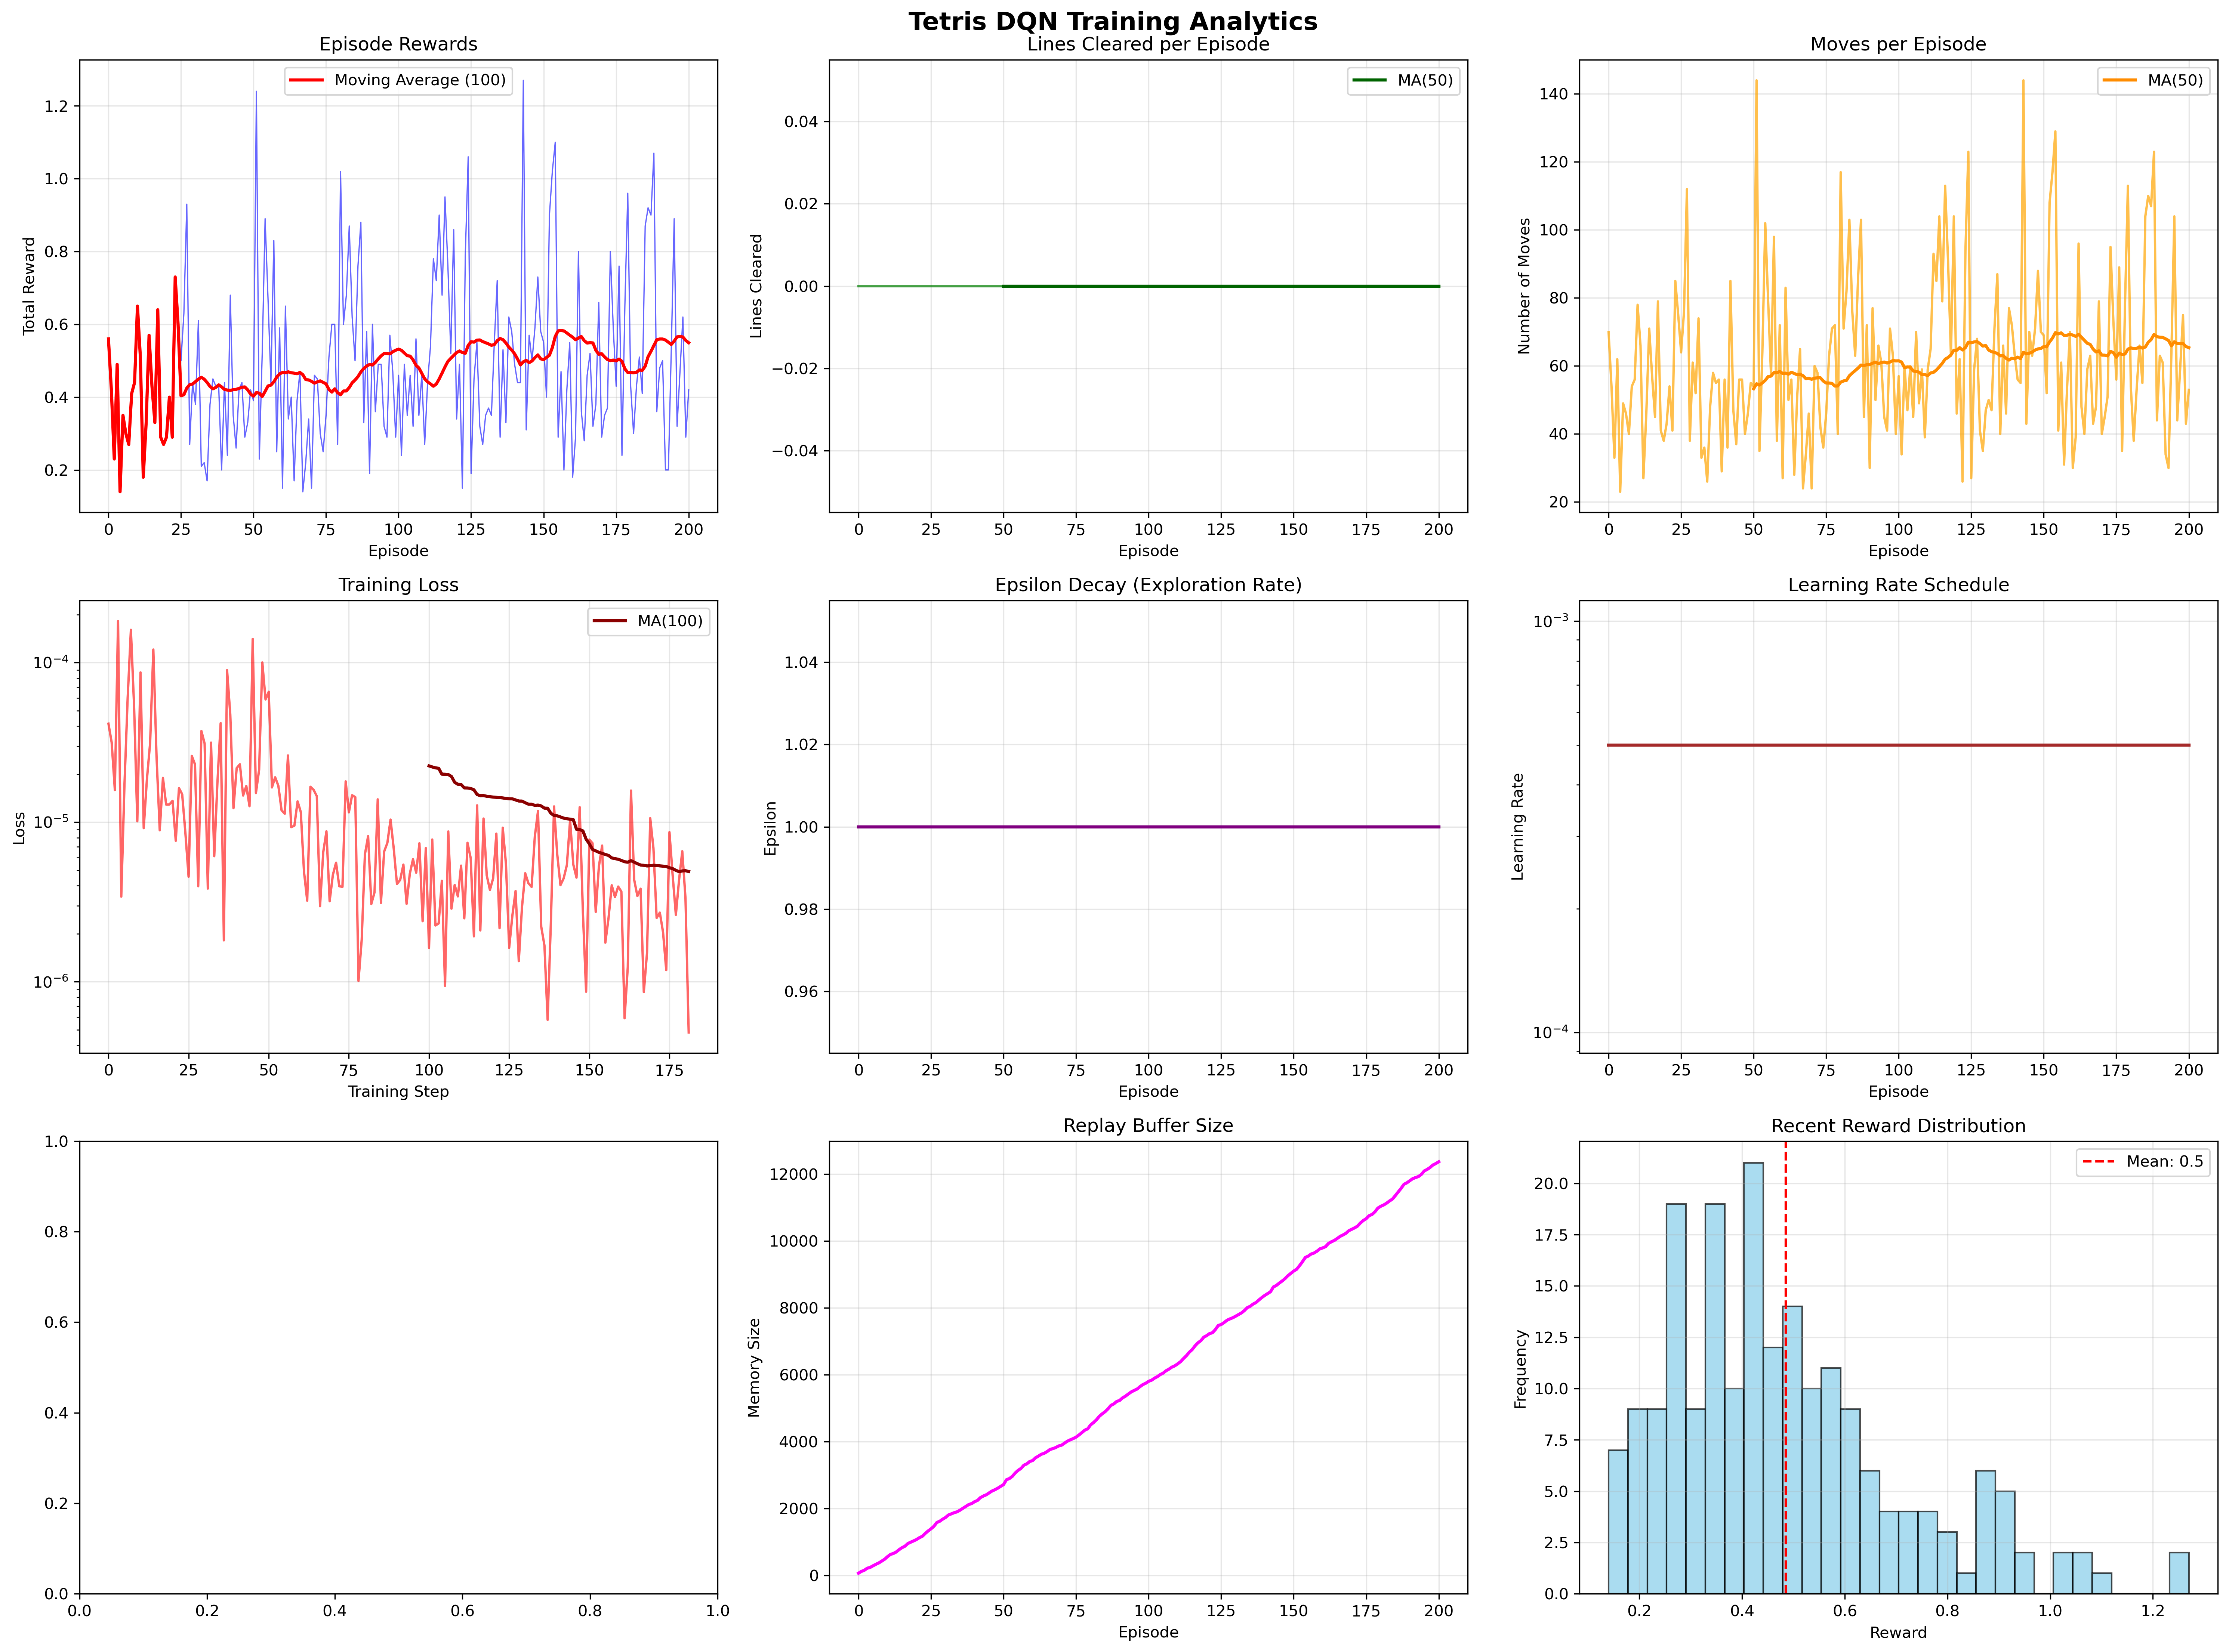 Tetris DQN Training Analytics
Episode Rewards
Moving Average (100)
Total Reward
1.2
1.0
0.8
0.6
0.4
0.2
0 25 50 75 100 125 150 175 200
Episode
Lines Cleared per Episode
MA(50)
Lines Cleared
0.04
0.02
0.00
−0.02
−0.04
0 25 50 75 100 125 150 175 200
Episode
Moves per Episode
MA(50)
Number of Moves
140
120
100
80
60
40
20
0 25 50 75 100 125 150 175 200
Episode
Training Loss
MA(100)
Loss
10⁻⁴
10⁻⁵
10⁻⁶
0 25 50 75 100 125 150 175
Training Step
Epsilon Decay (Exploration Rate)
Epsilon
1.04
1.02
1.00
0.98
0.96
0 25 50 75 100 125 150 175 200
Episode
Learning Rate Schedule
Learning Rate
10⁻³
10⁻⁴
0 25 50 75 100 125 150 175 200
Episode
1.0
0.8
0.6
0.4
0.2
0.0
0.0 0.2 0.4 0.6 0.8 1.0
Replay Buffer Size
Memory Size
12000
10000
8000
6000
4000
2000
0
0 25 50 75 100 125 150 175 200
Episode
Recent Reward Distribution
Mean: 0.5
Frequency
20.0
17.5
15.0
12.5
10.0
7.5
5.0
2.5
0.0
0.2 0.4 0.6 0.8 1.0 1.2
Reward